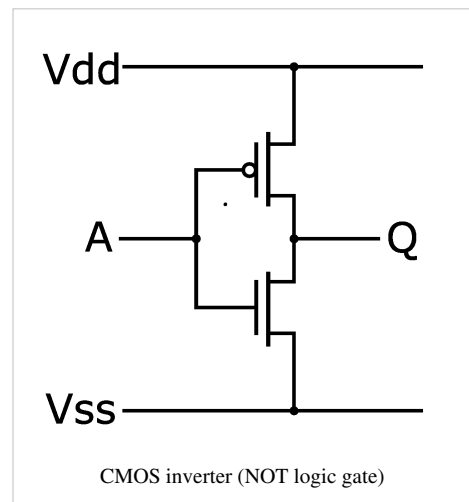 Vdd
A
Q
Vss
CMOS inverter (NOT logic gate)